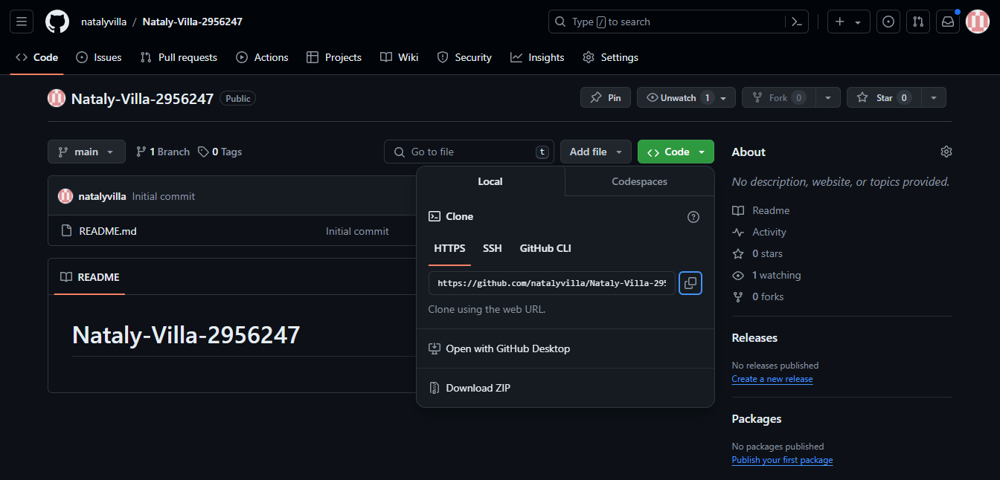 natalyvilla / Nataly-Villa-2956247
Type / to search
Code Issues Pull requests Actions Projects Wiki Security Insights Settings
Nataly-Villa-2956247 Public
Pin Unwatch 1 Fork 0 Star 0
main 1 Branch 0 Tags
Go to file t Add file Code
natalyvilla Initial commit
README.md Initial commit
README
Nataly-Villa-2956247
Local Codespaces
Clone
HTTPS SSH GitHub CLI
https://github.com/natalyvilla/Nataly-Villa-295
Clone using the web URL.
Open with GitHub Desktop
Download ZIP
About
No description, website, or topics provided.
Readme
Activity
0 stars
1 watching
0 forks
Releases
No releases published
Create a new release
Packages
No packages published
Publish your first package